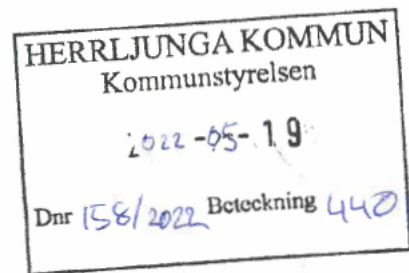 HERRLJUNGA KOMMUN
Kommunstyrelsen
2022 -05- 19
Dnr 158/2022 Beteckning 440